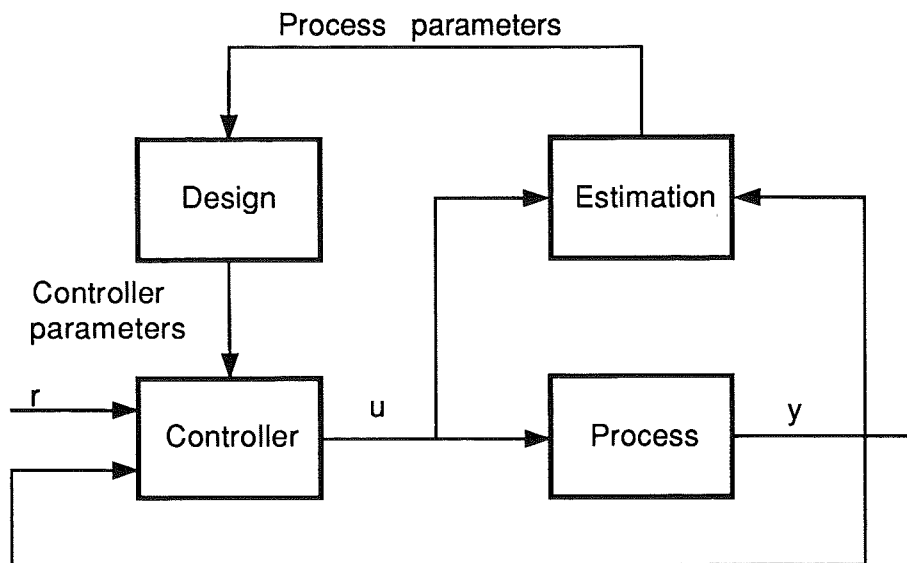 Process parameters
Design
Estimation
Controller
parameters
r
Controller
u
Process
y